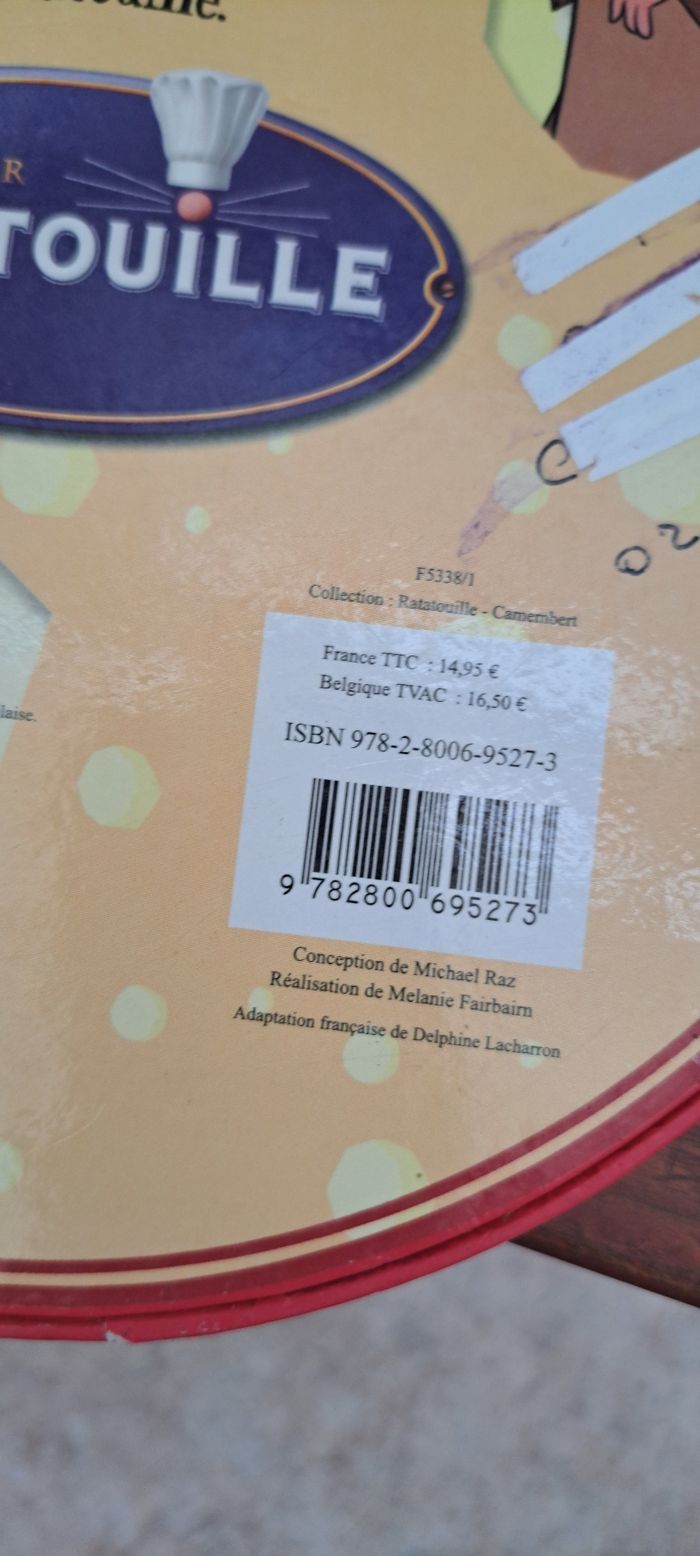 R
TOUILLE
F5338/1
Collection : Ratatouille - Camembert
France TTC : 14,95 €
Belgique TVAC : 16,50 €
laise.
ISBN 978-2-8006-9527-3
9 782800 695273
Conception de Michael Raz
Réalisation de Melanie Fairbairn
Adaptation française de Delphine Lacharron